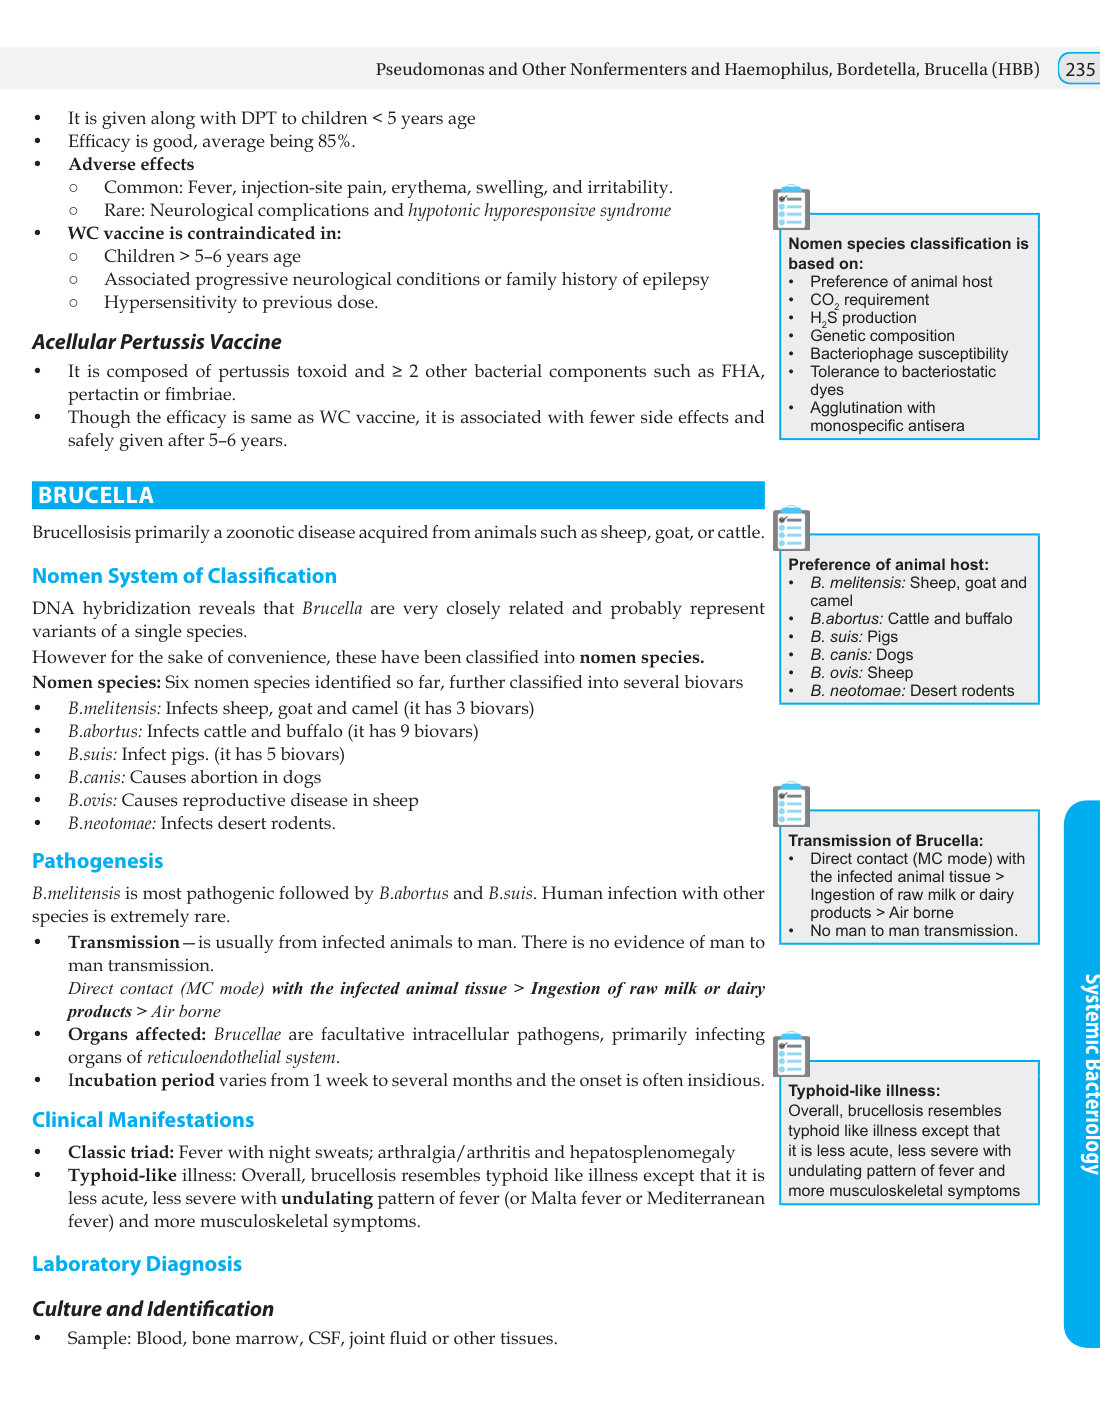 Pseudomonas and Other Nonfermenters and Haemophilus, Bordetella, Brucella (HBB)
235
• It is given along with DPT to children < 5 years age
• Efficacy is good, average being 85%.
• Adverse effects
○ Common: Fever, injection-site pain, erythema, swelling, and irritability.
○ Rare: Neurological complications and hypotonic hyporesponsive syndrome
• WC vaccine is contraindicated in:
○ Children > 5–6 years age
○ Associated progressive neurological conditions or family history of epilepsy
○ Hypersensitivity to previous dose.
Acellular Pertussis Vaccine
• It is composed of pertussis toxoid and ≥ 2 other bacterial components such as FHA,
pertactin or fimbriae.
• Though the efficacy is same as WC vaccine, it is associated with fewer side effects and
safely given after 5–6 years.
BRUCELLA
Brucellosisis primarily a zoonotic disease acquired from animals such as sheep, goat, or cattle.
Nomen System of Classification
DNA hybridization reveals that Brucella are very closely related and probably represent
variants of a single species.
However for the sake of convenience, these have been classified into nomen species.
Nomen species: Six nomen species identified so far, further classified into several biovars
• B.melitensis: Infects sheep, goat and camel (it has 3 biovars)
• B.abortus: Infects cattle and buffalo (it has 9 biovars)
• B.suis: Infect pigs. (it has 5 biovars)
• B.canis: Causes abortion in dogs
• B.ovis: Causes reproductive disease in sheep
• B.neotomae: Infects desert rodents.
Pathogenesis
B.melitensis is most pathogenic followed by B.abortus and B.suis. Human infection with other
species is extremely rare.
• Transmission—is usually from infected animals to man. There is no evidence of man to
man transmission.
Direct contact (MC mode) with the infected animal tissue > Ingestion of raw milk or dairy
products > Air borne
• Organs affected: Brucellae are facultative intracellular pathogens, primarily infecting
organs of reticuloendothelial system.
• Incubation period varies from 1 week to several months and the onset is often insidious.
Clinical Manifestations
• Classic triad: Fever with night sweats; arthralgia/arthritis and hepatosplenomegaly
• Typhoid-like illness: Overall, brucellosis resembles typhoid like illness except that it is
less acute, less severe with undulating pattern of fever (or Malta fever or Mediterranean
fever) and more musculoskeletal symptoms.
Laboratory Diagnosis
Culture and Identification
• Sample: Blood, bone marrow, CSF, joint fluid or other tissues.
Nomen species classification is
based on:
• Preference of animal host
• CO2 requirement
• H2S production
• Genetic composition
• Bacteriophage susceptibility
• Tolerance to bacteriostatic
dyes
• Agglutination with
monospecific antisera
Preference of animal host:
• B. melitensis: Sheep, goat and
camel
• B.abortus: Cattle and buffalo
• B. suis: Pigs
• B. canis: Dogs
• B. ovis: Sheep
• B. neotomae: Desert rodents
Transmission of Brucella:
• Direct contact (MC mode) with
the infected animal tissue >
Ingestion of raw milk or dairy
products > Air borne
• No man to man transmission.
Typhoid-like illness:
Overall, brucellosis resembles
typhoid like illness except that
it is less acute, less severe with
undulating pattern of fever and
more musculoskeletal symptoms
Systemic Bacteriology